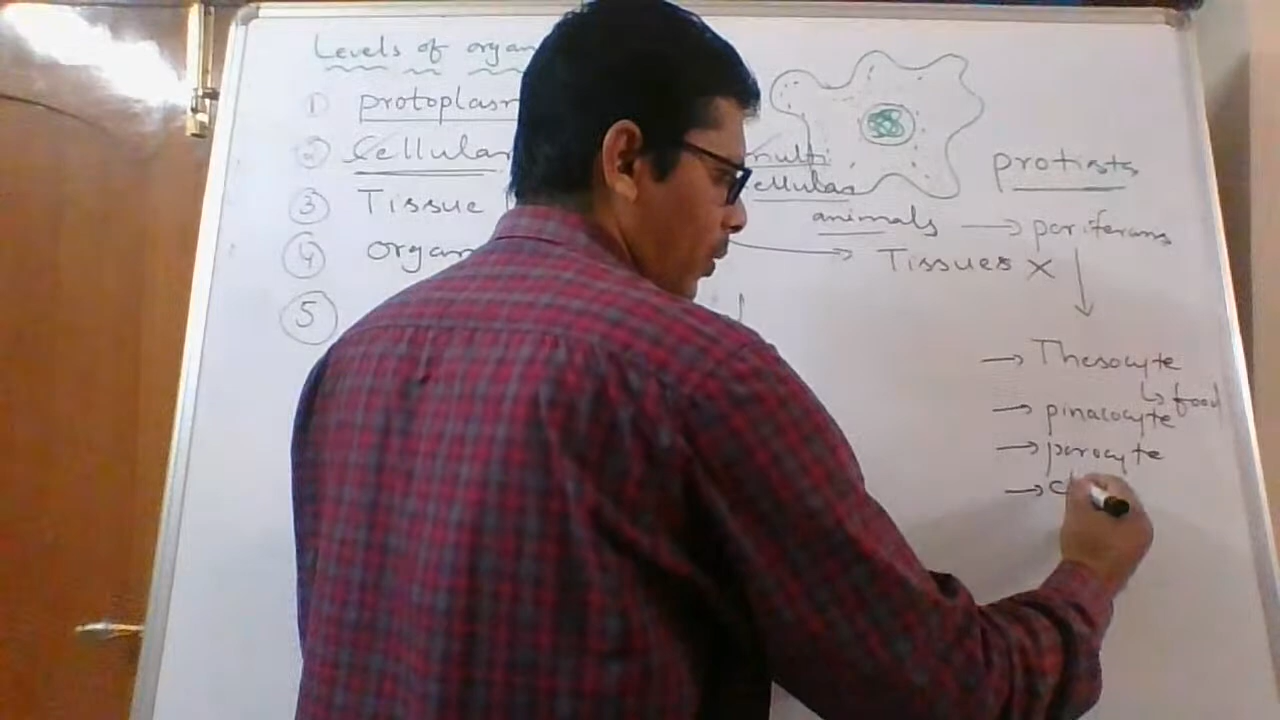 Levels of organ
① protoplasm
② Cellular
③ Tissue
④ organ
⑤
multi
cellular
animals → poriferans
Tissues ×
protists
→ Thesocyte
↳ food
→ pinacocyte
→ porocyte
→ C